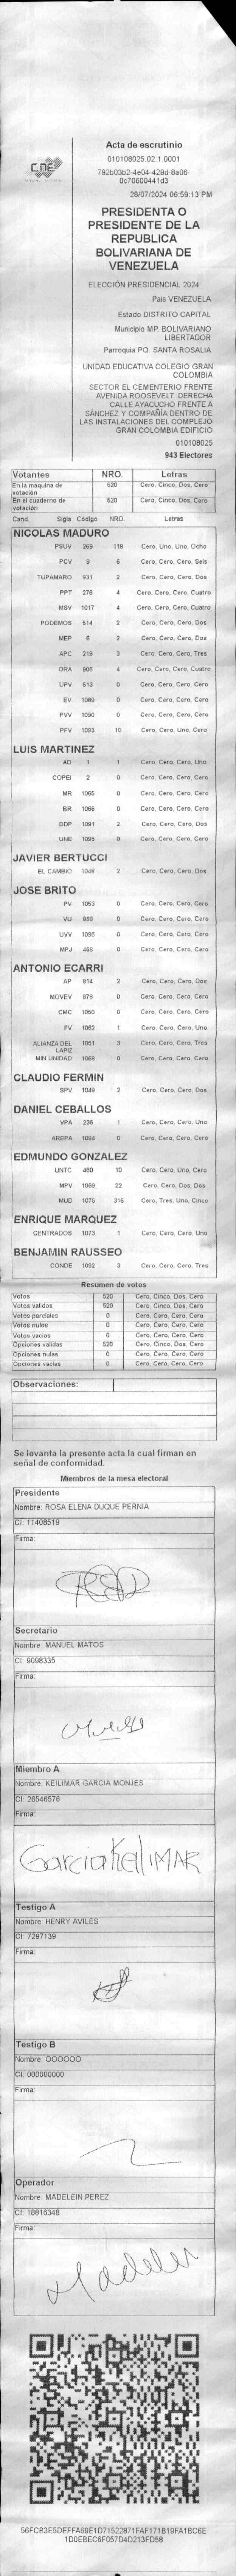 CNE
Acta de escrutinio
010108025.02.1.0001
792b03b2-4e04-429d-8a06-
0c70600441d3
28/07/2024 06:59:13 PM
PRESIDENTA O
PRESIDENTE DE LA
REPUBLICA
BOLIVARIANA DE
VENEZUELA
ELECCIÓN PRESIDENCIAL 2024
Pais VENEZUELA
Estado DISTRITO CAPITAL
Municipio MP. BOLIVARIANO
LIBERTADOR
Parroquia PQ. SANTA ROSALIA
UNIDAD EDUCATIVA COLEGIO GRAN
COLOMBIA
SECTOR EL CEMENTERIO FRENTE
AVENIDA ROOSEVELT. DERECHA
CALLE AYACUCHO FRENTE A
SÁNCHEZ Y COMPAÑÍA DENTRO DE
LAS INSTALACIONES DEL COMPLEJO
GRAN COLOMBIA EDIFICIO
010108025
943 Electores
Votantes NRO. Letras
En la máquina de votación 520 Cero, Cinco, Dos, Cero
En el cuaderno de votación 520 Cero, Cinco, Dos, Cero
Cand. Sigla Código NRO. Letras
NICOLAS MADURO
PSUV 269 118 Cero, Uno, Uno, Ocho
PCV 9 6 Cero, Cero, Cero, Seis
TUPAMARO 931 2 Cero, Cero, Cero, Dos
PPT 276 4 Cero, Cero, Cero, Cuatro
MSV 1017 4 Cero, Cero, Cero, Cuatro
PODEMOS 514 2 Cero, Cero, Cero, Dos
MEP 6 2 Cero, Cero, Cero, Dos
APC 219 3 Cero, Cero, Cero, Tres
ORA 906 4 Cero, Cero, Cero, Cuatro
UPV 513 0 Cero, Cero, Cero, Cero
EV 1089 0 Cero, Cero, Cero, Cero
PVV 1090 0 Cero, Cero, Cero, Cero
PFV 1093 10 Cero, Cero, Uno, Cero
LUIS MARTINEZ
AD 1 1 Cero, Cero, Cero, Uno
COPEI 2 0 Cero, Cero, Cero, Cero
MR 1065 0 Cero, Cero, Cero, Cero
BR 1066 0 Cero, Cero, Cero, Cero
DDP 1091 2 Cero, Cero, Cero, Dos
UNE 1095 0 Cero, Cero, Cero, Cero
JAVIER BERTUCCI
EL CAMBIO 1048 2 Cero, Cero, Cero, Dos
JOSE BRITO
PV 1053 0 Cero, Cero, Cero, Cero
VU 869 0 Cero, Cero, Cero, Cero
UVV 1096 0 Cero, Cero, Cero, Cero
MPJ 455 0 Cero, Cero, Cero, Cero
ANTONIO ECARRI
AP 914 2 Cero, Cero, Cero, Dos
MOVEV 878 0 Cero, Cero, Cero, Cero
CMC 1060 0 Cero, Cero, Cero, Cero
FV 1062 1 Cero, Cero, Cero, Uno
ALIANZA DEL LAPIZ 1051 3 Cero, Cero, Cero, Tres
MIN UNIDAD 1068 0 Cero, Cero, Cero, Cero
CLAUDIO FERMIN
SPV 1049 2 Cero, Cero, Cero, Dos
DANIEL CEBALLOS
VPA 236 1 Cero, Cero, Cero, Uno
AREPA 1094 0 Cero, Cero, Cero, Cero
EDMUNDO GONZALEZ
UNTC 460 10 Cero, Cero, Uno, Cero
MPV 1069 22 Cero, Cero, Dos, Dos
MUD 1075 315 Cero, Tres, Uno, Cinco
ENRIQUE MARQUEZ
CENTRADOS 1073 1 Cero, Cero, Cero, Uno
BENJAMIN RAUSSEO
CONDE 1092 3 Cero, Cero, Cero, Tres
Resumen de votos
Votos 520 Cero, Cinco, Dos, Cero
Votos validos 520 Cero, Cinco, Dos, Cero
Votos parciales 0 Cero, Cero, Cero, Cero
Votos nulos 0 Cero, Cero, Cero, Cero
Votos vacios 0 Cero, Cero, Cero, Cero
Opciones validas 520 Cero, Cinco, Dos, Cero
Opciones nulas 0 Cero, Cero, Cero, Cero
Opciones vacias 0 Cero, Cero, Cero, Cero
Observaciones:
Se levanta la presente acta la cual firman en
señal de conformidad.
Miembros de la mesa electoral
Presidente
Nombre: ROSA ELENA DUQUE PERNIA
CI: 11408519
Firma:
Secretario
Nombre: MANUEL MATOS
CI: 9098335
Firma:
Miembro A
Nombre: KEILIMAR GARCIA MONJES
CI: 26546576
Firma:
Garcia KeiliMAR
Testigo A
Nombre: HENRY AVILES
CI: 7297139
Firma:
Testigo B
Nombre: OOOOOO
CI: 000000000
Firma:
Operador
Nombre: MADELEIN PEREZ
CI: 18816348
Firma:
56FCB3E5DEFFA69E1D71522871FAF171B19FA1BC6E
1D0EBEC6F057D4D213FD58